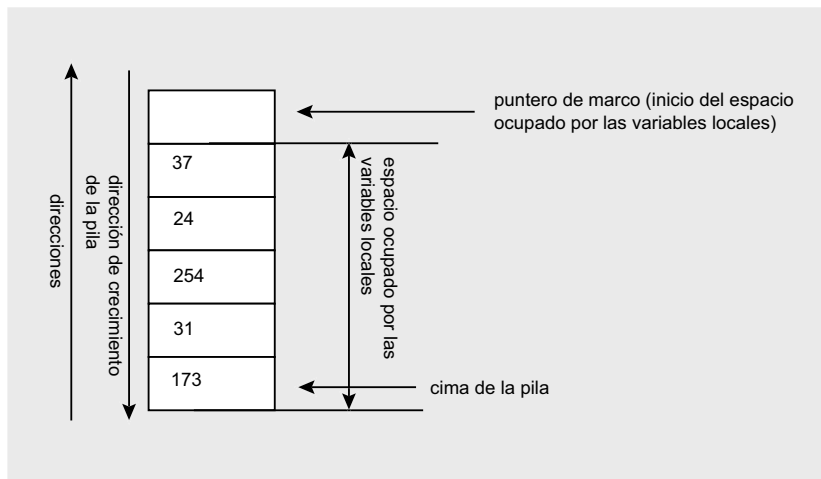 puntero de marco (inicio del espacio
ocupado por las variables locales)
direcciones
dirección de crecimiento
de la pila
37
24
254
31
173
espacio ocupado por las
variables locales
cima de la pila